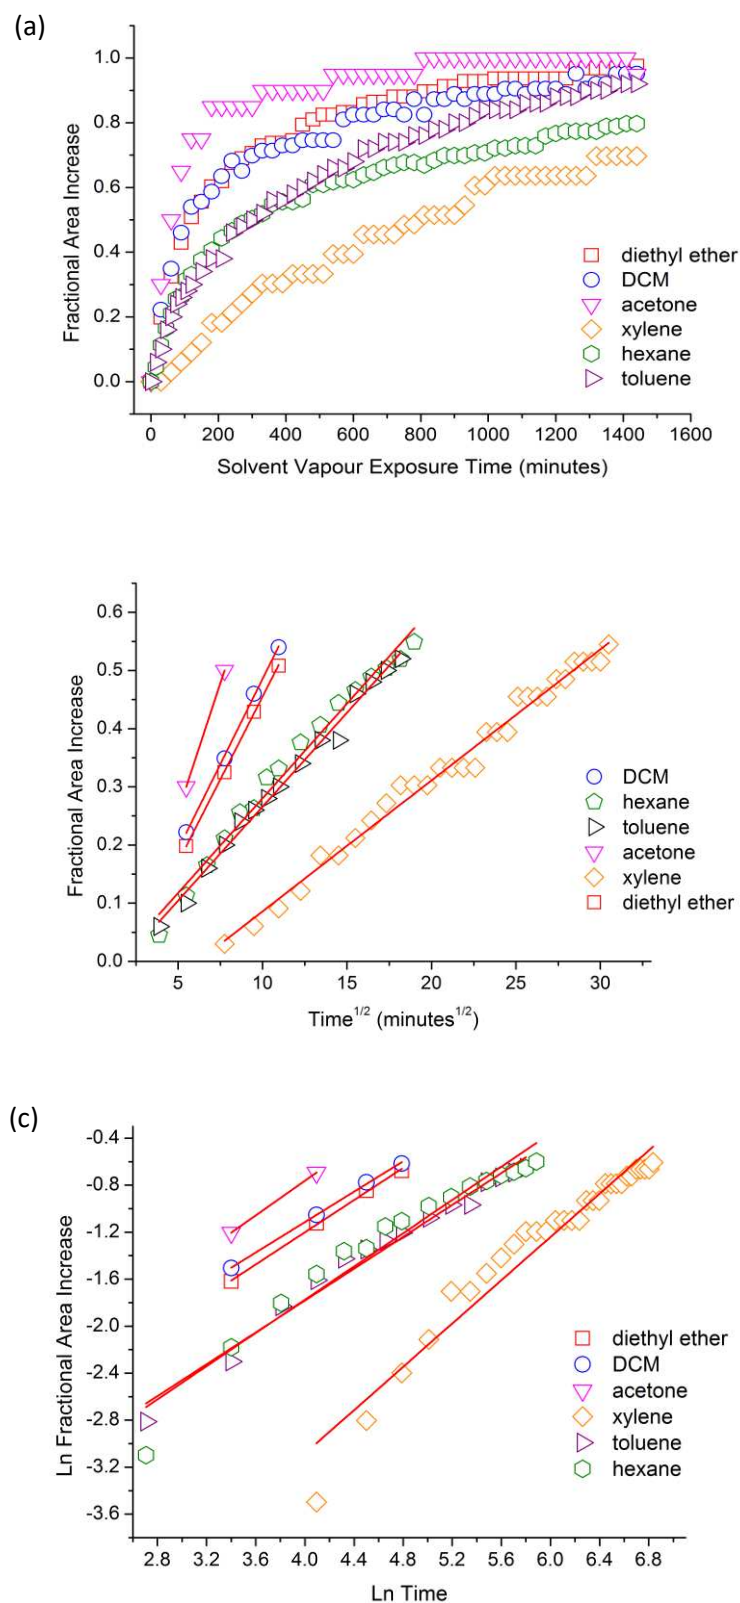 (a)
Fractional Area Increase
1.0
0.8
0.6
0.4
0.2
0.0
diethyl ether
DCM
acetone
xylene
hexane
toluene
0 200 400 600 800 1000 1200 1400 1600
Solvent Vapour Exposure Time (minutes)
Fractional Area Increase
0.6
0.5
0.4
0.3
0.2
0.1
0.0
DCM
hexane
toluene
acetone
xylene
diethyl ether
5 10 15 20 25 30
Time^1/2 (minutes^1/2)
(c)
Ln Fractional Area Increase
-0.4
-0.8
-1.2
-1.6
-2.0
-2.4
-2.8
-3.2
-3.6
diethyl ether
DCM
acetone
xylene
toluene
hexane
2.8 3.2 3.6 4.0 4.4 4.8 5.2 5.6 6.0 6.4 6.8
Ln Time